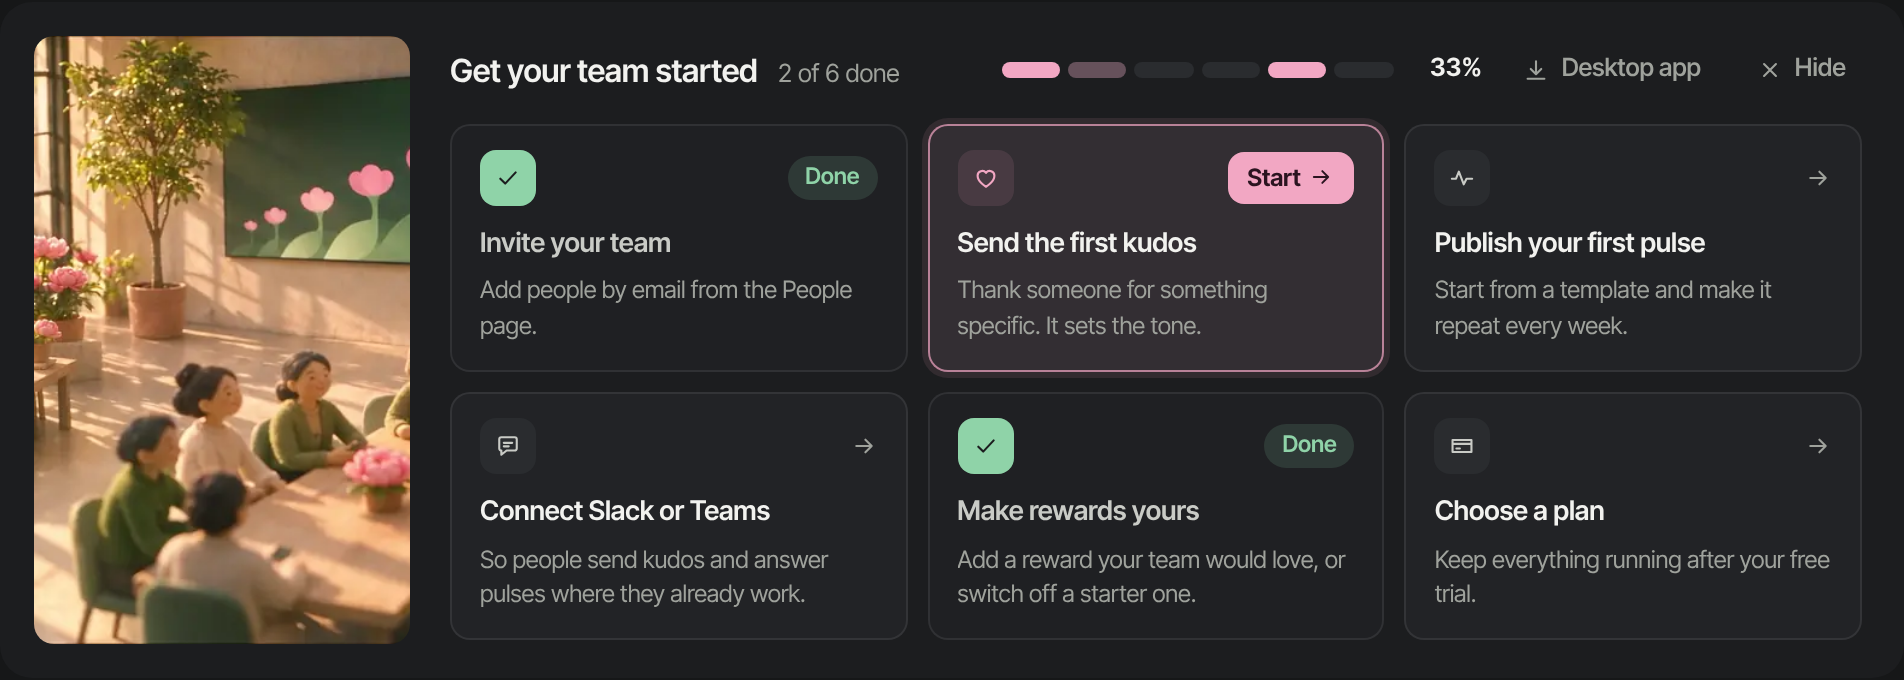 Get your team started 2 of 6 done 33% Desktop app Hide
Done
Invite your team
Add people by email from the People
page.
Start
Send the first kudos
Thank someone for something
specific. It sets the tone.
Publish your first pulse
Start from a template and make it
repeat every week.
Connect Slack or Teams
So people send kudos and answer
pulses where they already work.
Done
Make rewards yours
Add a reward your team would love, or
switch off a starter one.
Choose a plan
Keep everything running after your free
trial.